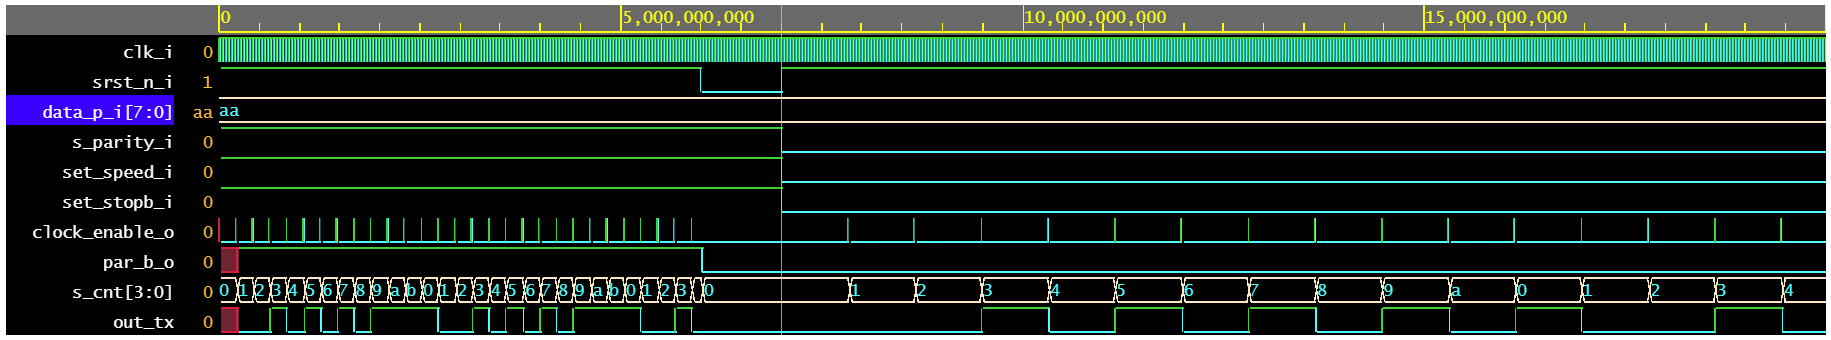 0 5,000,000,000 10,000,000,000 15,000,000,000
clk_i 0
srst_n_i 1
data_p_i[7:0] aa aa
s_parity_i 0
set_speed_i 0
set_stopb_i 0
clock_enable_o 0
par_b_o 0
s_cnt[3:0] 0 0 1 2 3 4 5 6 7 8 9 a b 0 1 2 3 4 5 6 7 8 9 a b 0 1 2 3 0 1 2 3 4 5 6 7 8 9 a 0 1 2 3 4
out_tx 0